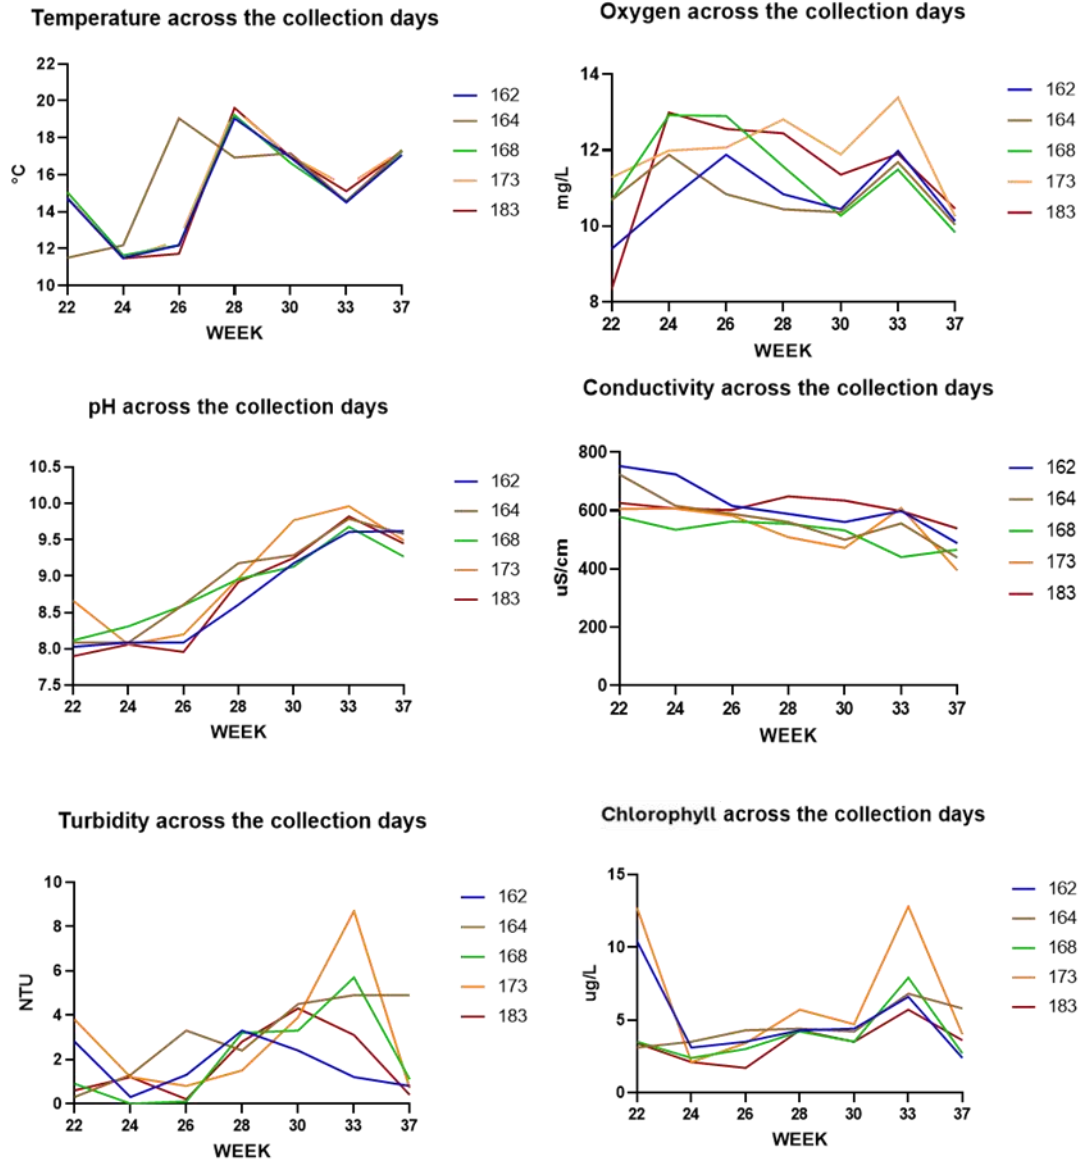 Temperature across the collection days
°C
22
20
18
16
14
12
10
22 24 26 28 30 33 37
WEEK
162
164
168
173
183
Oxygen across the collection days
mg/L
14
12
10
8
22 24 26 28 30 33 37
WEEK
162
164
168
173
183
pH across the collection days
10.5
10.0
9.5
9.0
8.5
8.0
7.5
22 24 26 28 30 33 37
WEEK
162
164
168
173
183
Conductivity across the collection days
uS/cm
800
600
400
200
0
22 24 26 28 30 33 37
WEEK
162
164
168
173
183
Turbidity across the collection days
NTU
10
8
6
4
2
0
22 24 26 28 30 33 37
WEEK
162
164
168
173
183
Chlorophyll across the collection days
ug/L
15
10
5
0
22 24 26 28 30 33 37
WEEK
162
164
168
173
183